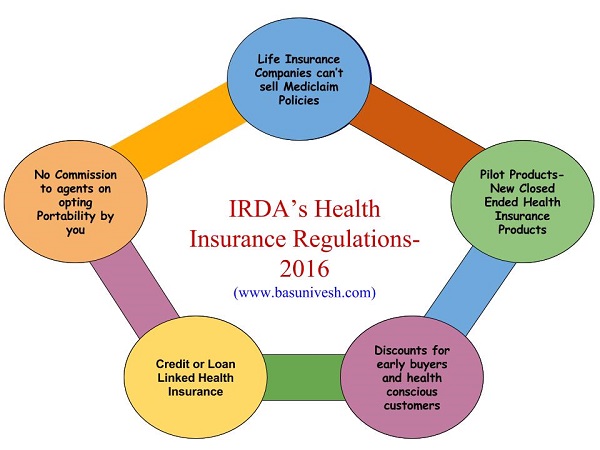 Life Insurance
Companies can't
sell Mediclaim
Policies
No Commission
to agents on
opting
Portability by
you
Pilot Products-
New Closed
Ended Health
Insurance
Products
IRDA's Health
Insurance Regulations-
2016
(www.basunivesh.com)
Credit or Loan
Linked Health
Insurance
Discounts for
early buyers
and health
conscious
customers